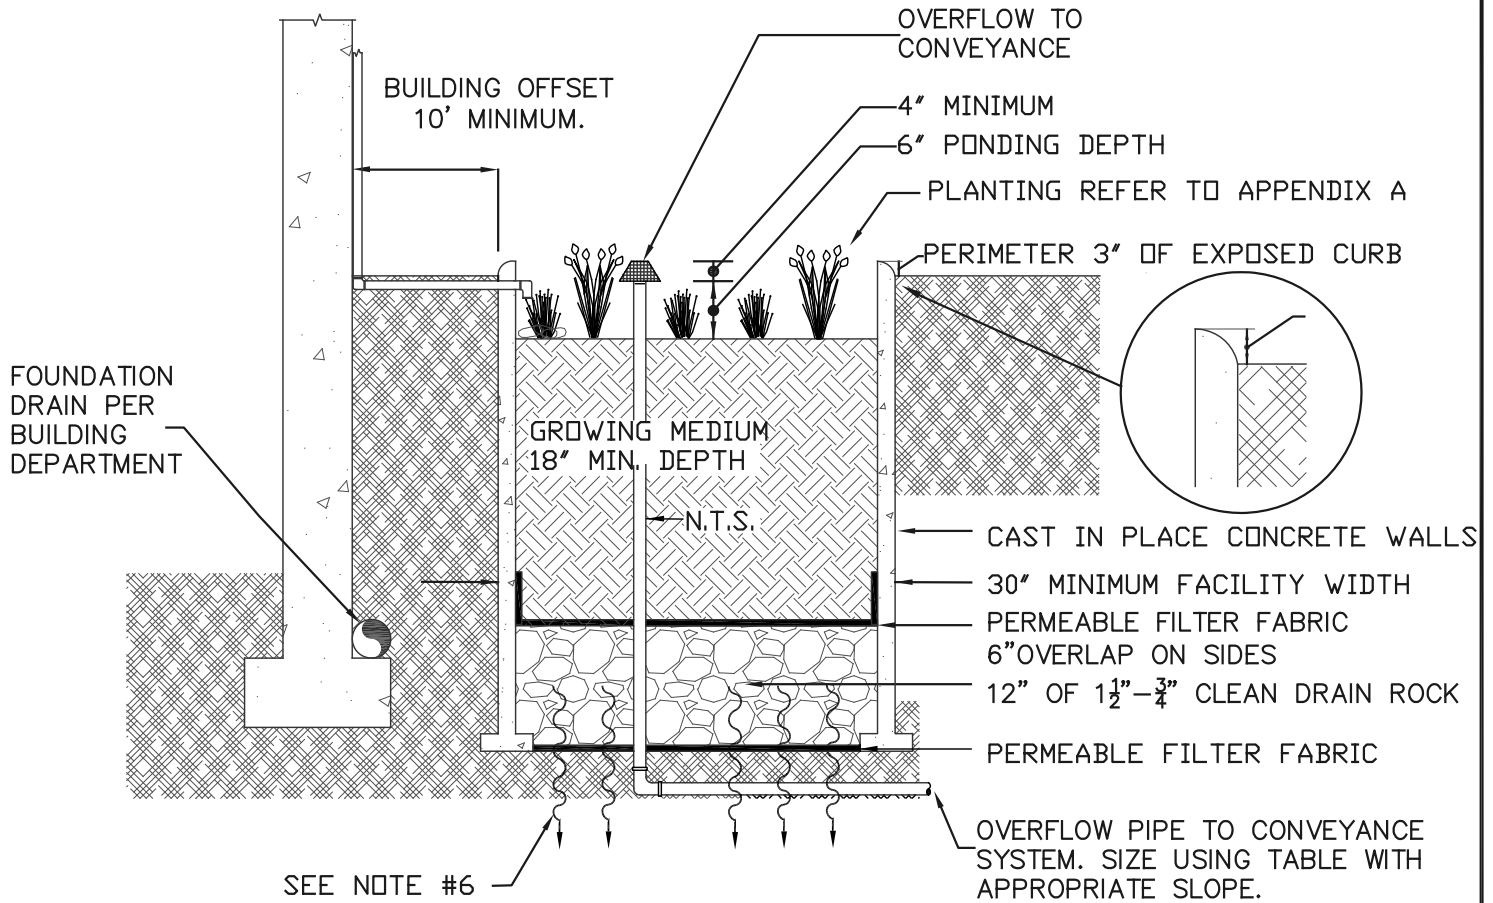 OVERFLOW TO
CONVEYANCE
BUILDING OFFSET
10' MINIMUM.
4" MINIMUM
6" PONDING DEPTH
PLANTING REFER TO APPENDIX A
PERIMETER 3" OF EXPOSED CURB
FOUNDATION
DRAIN PER
BUILDING
DEPARTMENT
GROWING MEDIUM
18" MIN. DEPTH
N.T.S.
CAST IN PLACE CONCRETE WALLS
30" MINIMUM FACILITY WIDTH
PERMEABLE FILTER FABRIC
6"OVERLAP ON SIDES
12" OF 1 1/2"-3/4" CLEAN DRAIN ROCK
PERMEABLE FILTER FABRIC
OVERFLOW PIPE TO CONVEYANCE
SYSTEM. SIZE USING TABLE WITH
APPROPRIATE SLOPE.
SEE NOTE #6